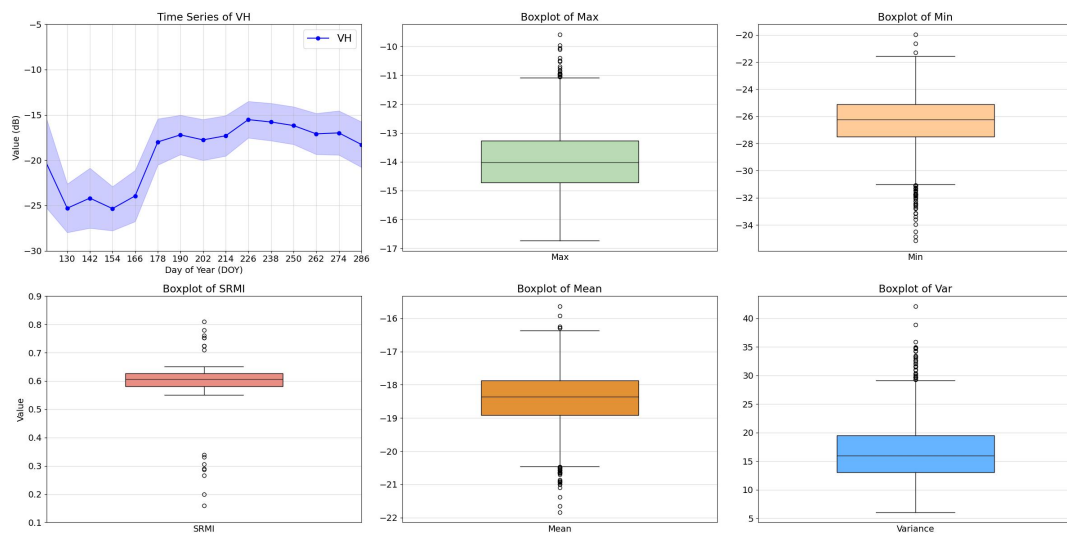 Time Series of VH
−5
−10
−15
−20
−25
−30
Value (dB)
VH
130 142 154 166 178 190 202 214 226 238 250 262 274 286
Day of Year (DOY)
Boxplot of Max
−10
−11
−12
−13
−14
−15
−16
−17
Max
Boxplot of Min
−20
−22
−24
−26
−28
−30
−32
−34
Min
Boxplot of SRMI
0.9
0.8
0.7
0.6
0.5
0.4
0.3
0.2
0.1
Value
SRMI
Boxplot of Mean
−16
−17
−18
−19
−20
−21
−22
Mean
Boxplot of Var
40
35
30
25
20
15
10
5
Variance